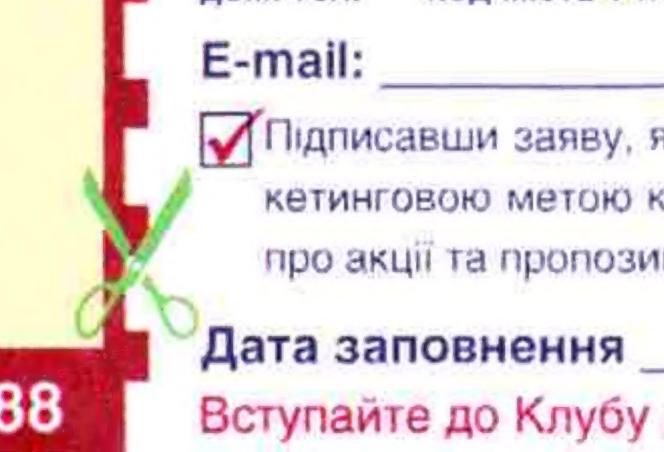 E-mail:
Підписавши заяву, я
кетинговою метою к
про акції та пропози
Дата заповнення
88
Вступайте до Клубу